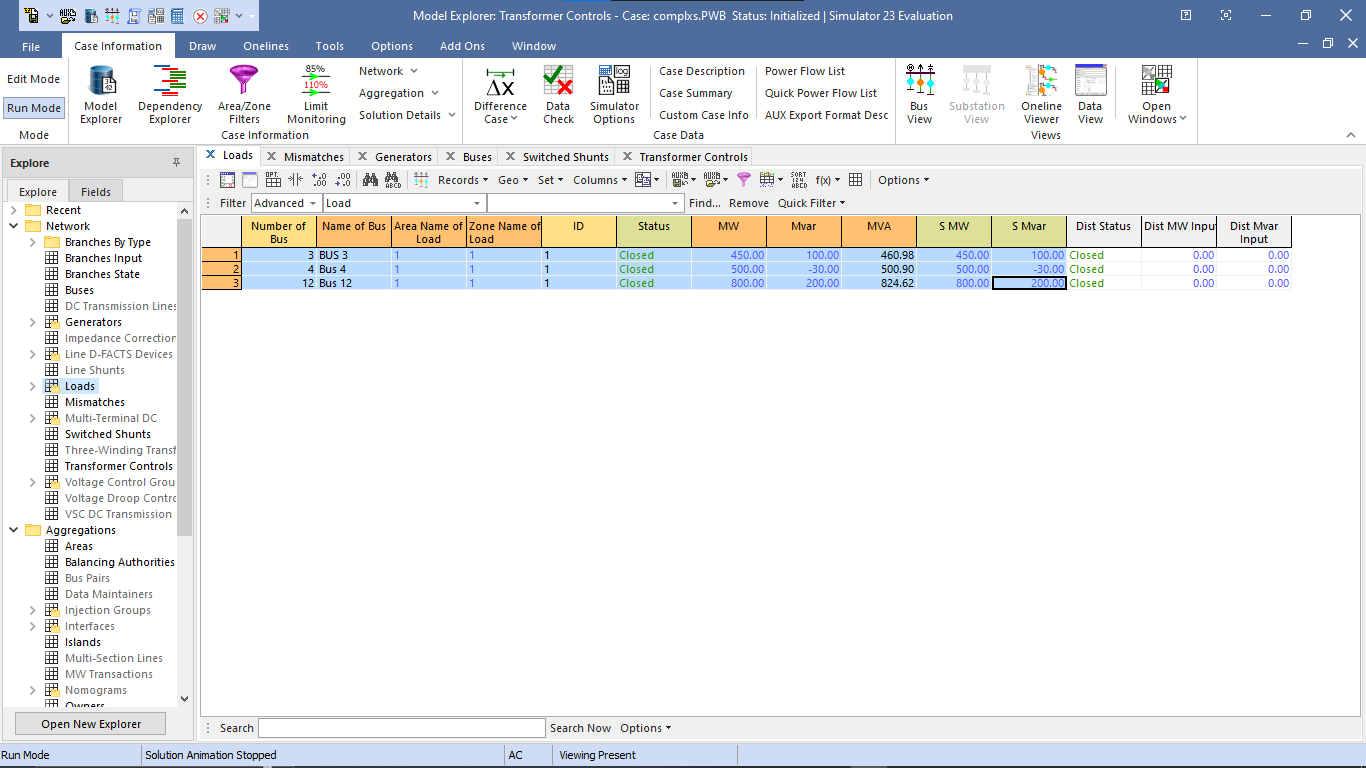 Model Explorer: Transformer Controls - Case: complxs.PWB Status: Initialized | Simulator 23 Evaluation
File Case Information Draw Onelines Tools Options Add Ons Window
Edit Mode
Run Mode
Mode
Model Explorer
Dependency Explorer
Area/Zone Filters
85%
110%
Limit Monitoring
Network
Aggregation
Solution Details
Case Information
Difference Case
Data Check
Simulator Options
Case Description
Case Summary
Custom Case Info
Power Flow List
Quick Power Flow List
AUX Export Format Desc
Case Data
Bus View
Substation View
Oneline Viewer
Data View
Open Windows
Views
Explore
Explore Fields
Recent
Network
Branches By Type
Branches Input
Branches State
Buses
DC Transmission Lines
Generators
Impedance Correction
Line D-FACTS Devices
Line Shunts
Loads
Mismatches
Multi-Terminal DC
Switched Shunts
Three-Winding Transf
Transformer Controls
Voltage Control Grou
Voltage Droop Contro
VSC DC Transmission
Aggregations
Areas
Balancing Authorities
Bus Pairs
Data Maintainers
Injection Groups
Interfaces
Islands
Multi-Section Lines
MW Transactions
Nomograms
Owners
Open New Explorer
Loads Mismatches Generators Buses Switched Shunts Transformer Controls
Records Geo Set Columns f(x) Options
Filter Advanced Load Find... Remove Quick Filter
Number of Bus Name of Bus Area Name of Load Zone Name of Load ID Status MW Mvar MVA S MW S Mvar Dist Status Dist MW Input Dist Mvar Input
1 3 BUS 3 1 1 1 Closed 450.00 100.00 460.98 450.00 100.00 Closed 0.00 0.00
2 4 Bus 4 1 1 1 Closed 500.00 -30.00 500.90 500.00 -30.00 Closed 0.00 0.00
3 12 Bus 12 1 1 1 Closed 800.00 200.00 824.62 800.00 200.00 Closed 0.00 0.00
Search Search Now Options
Run Mode Solution Animation Stopped AC Viewing Present